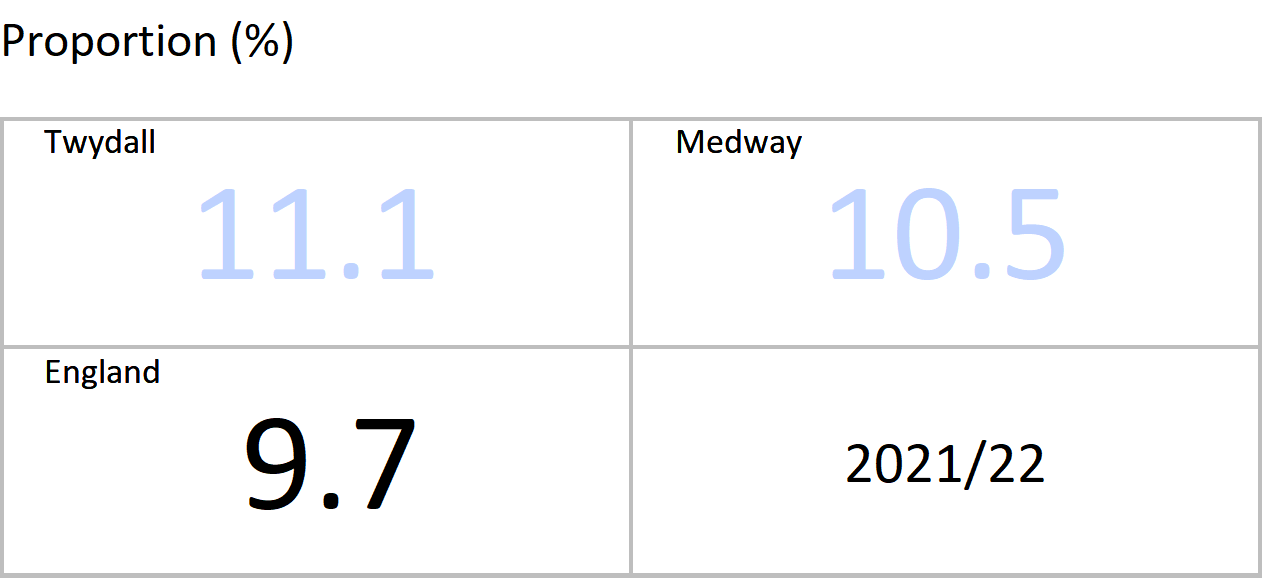 Proportion (%)
Twydall
11.1
Medway
10.5
England
9.7
2021/22